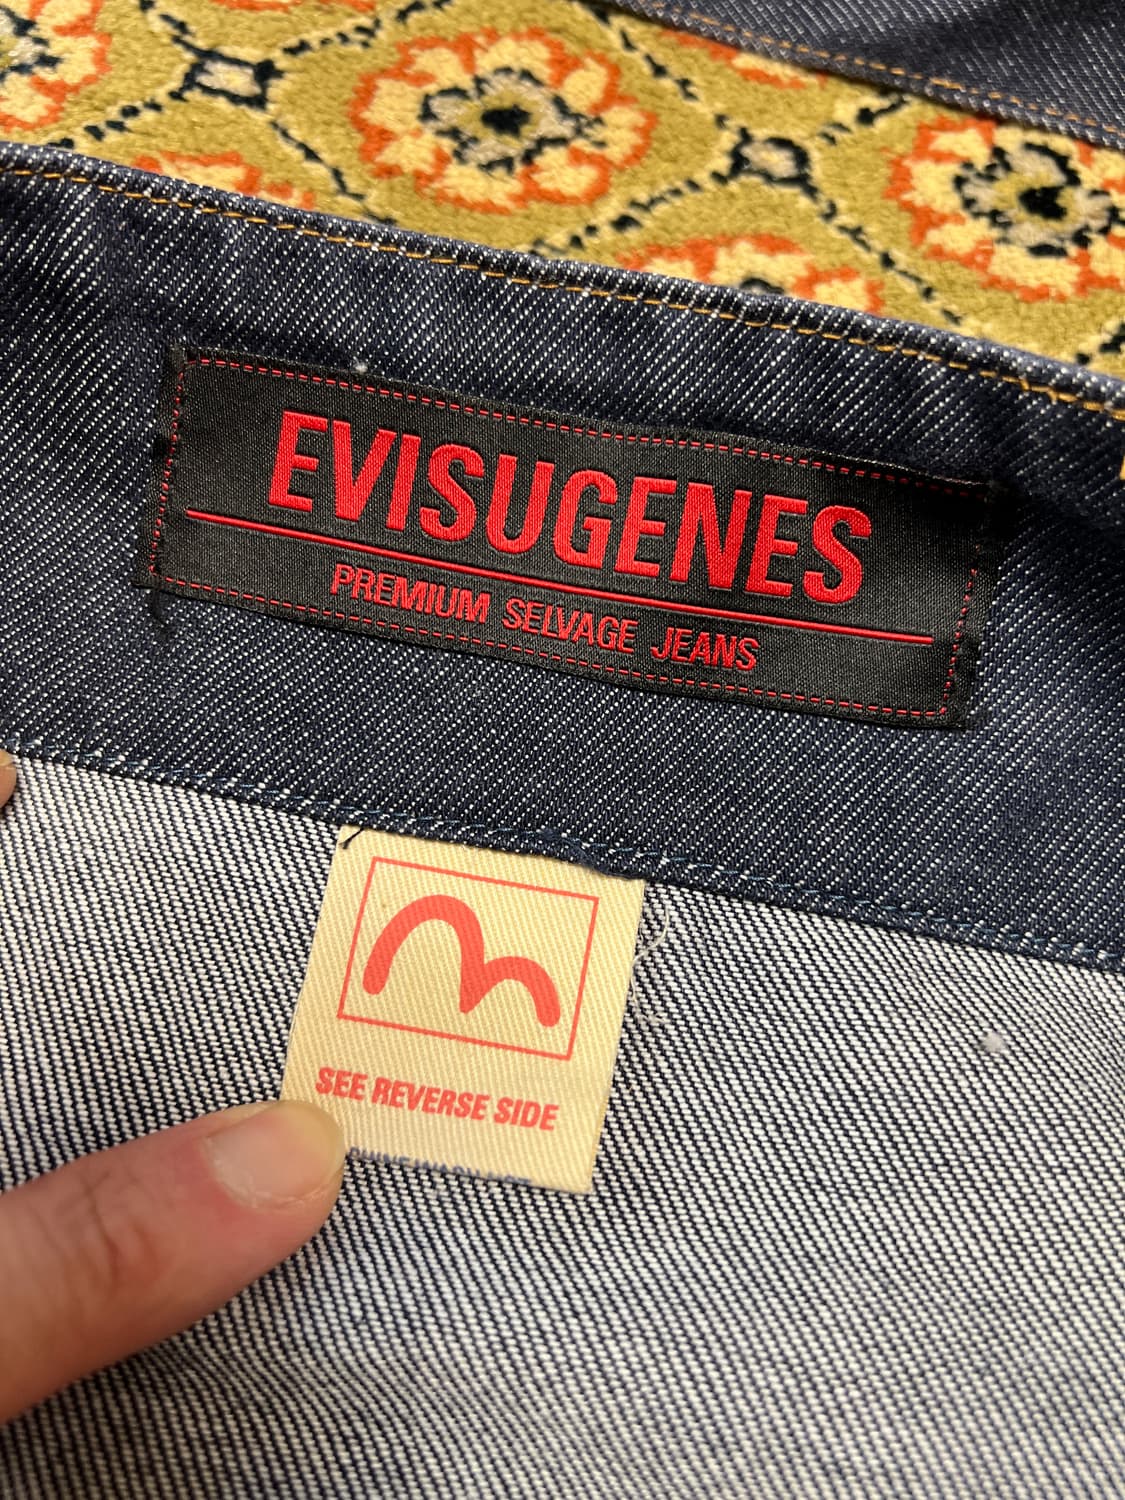 EVISUGENES
PREMIUM SELVAGE JEANS
SEE REVERSE SIDE